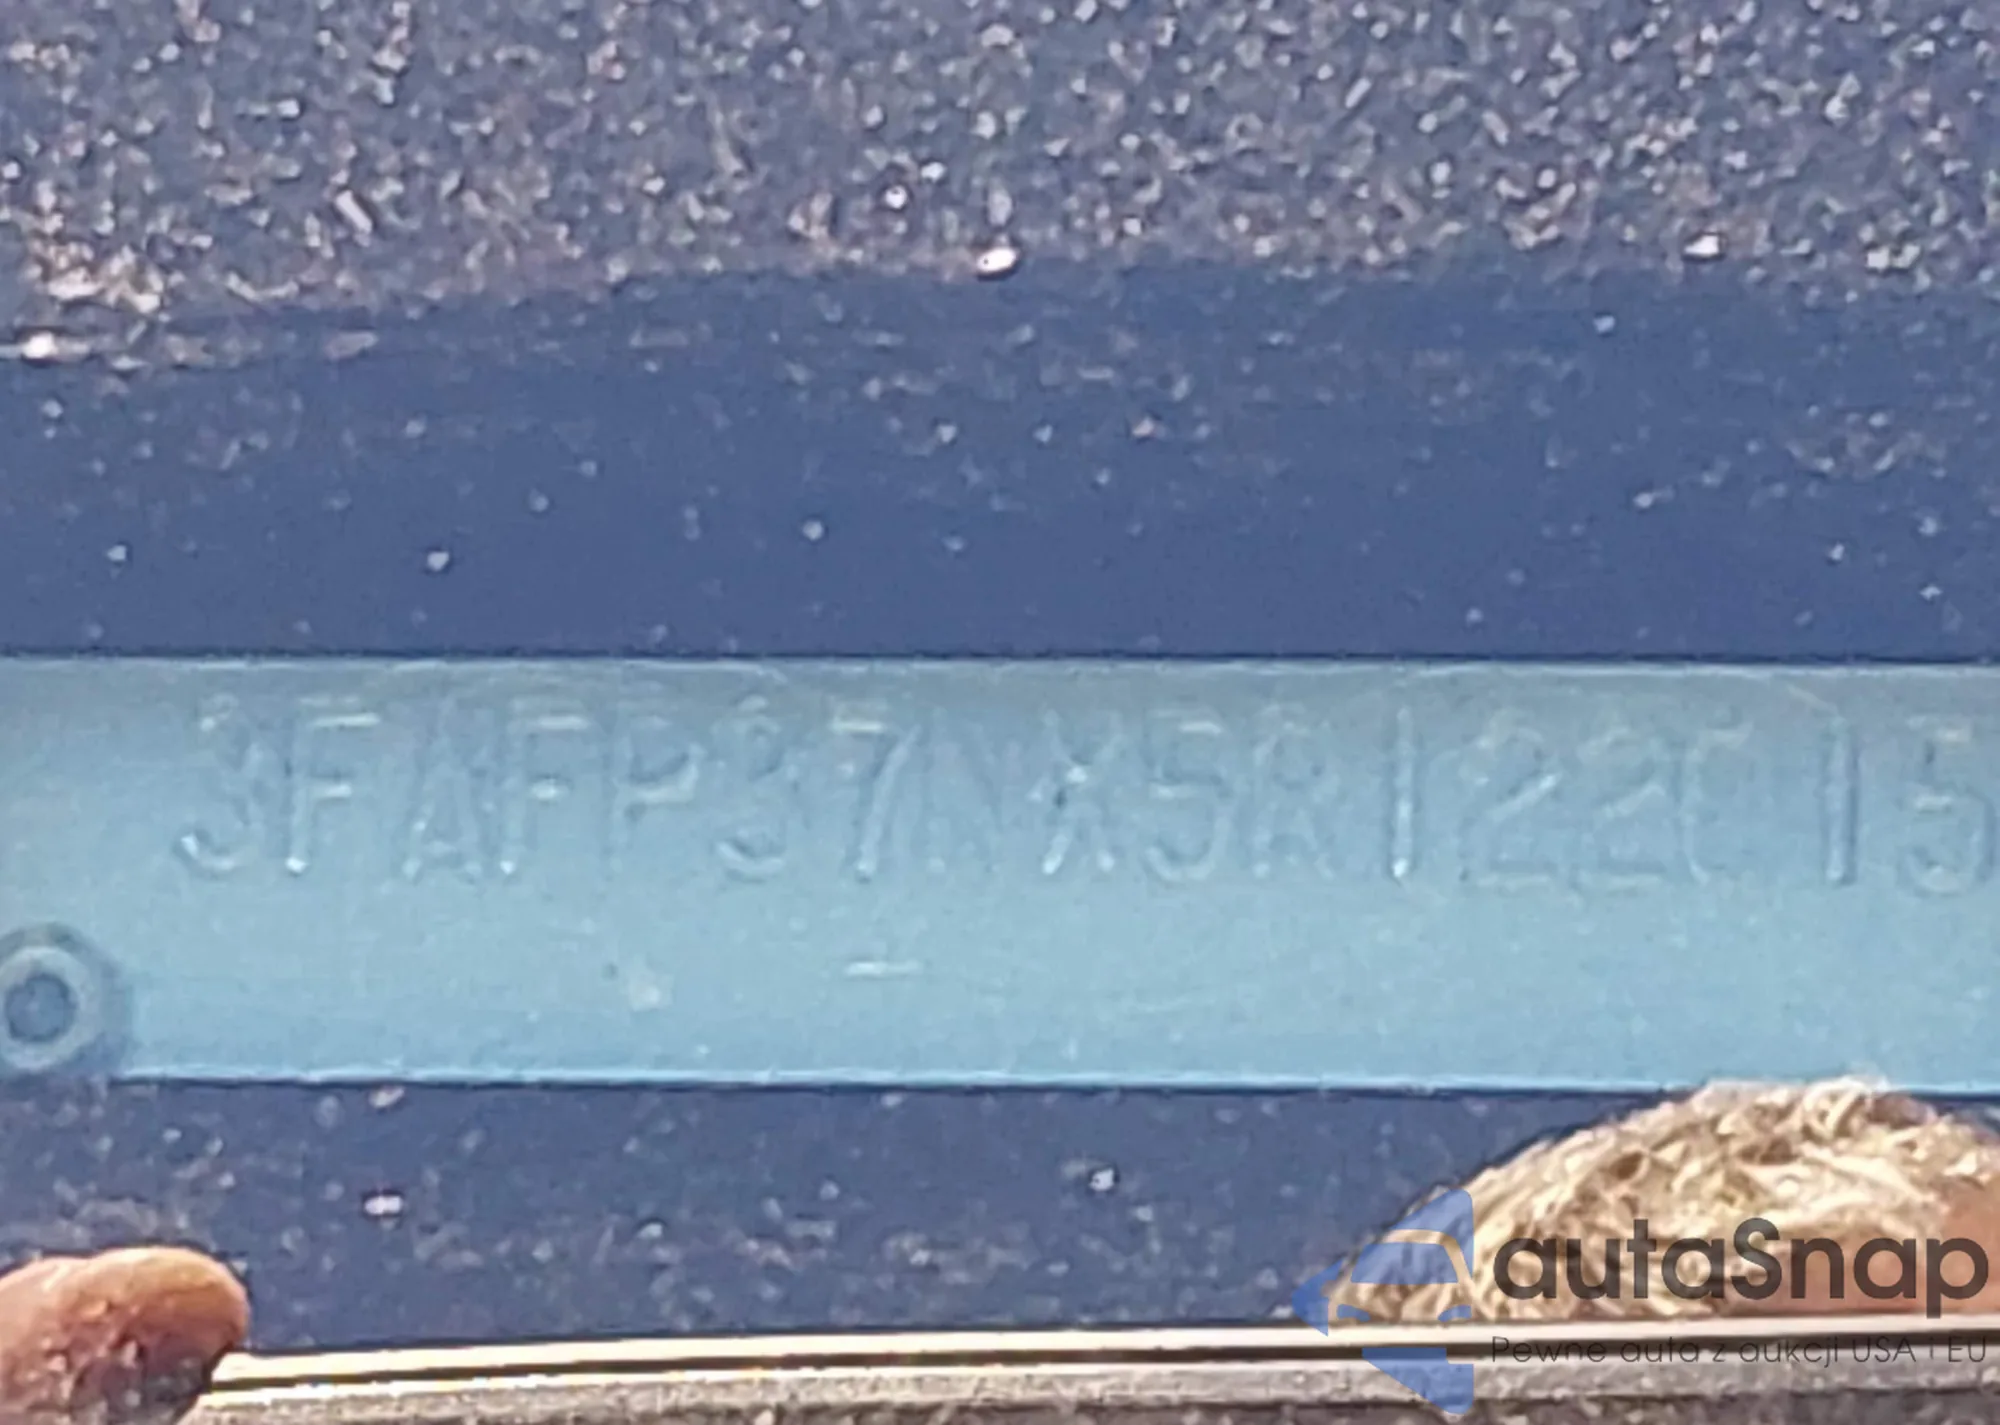 3FAFP37NX5R122015
autaSnap
Pewne auta z aukcji USA i EU